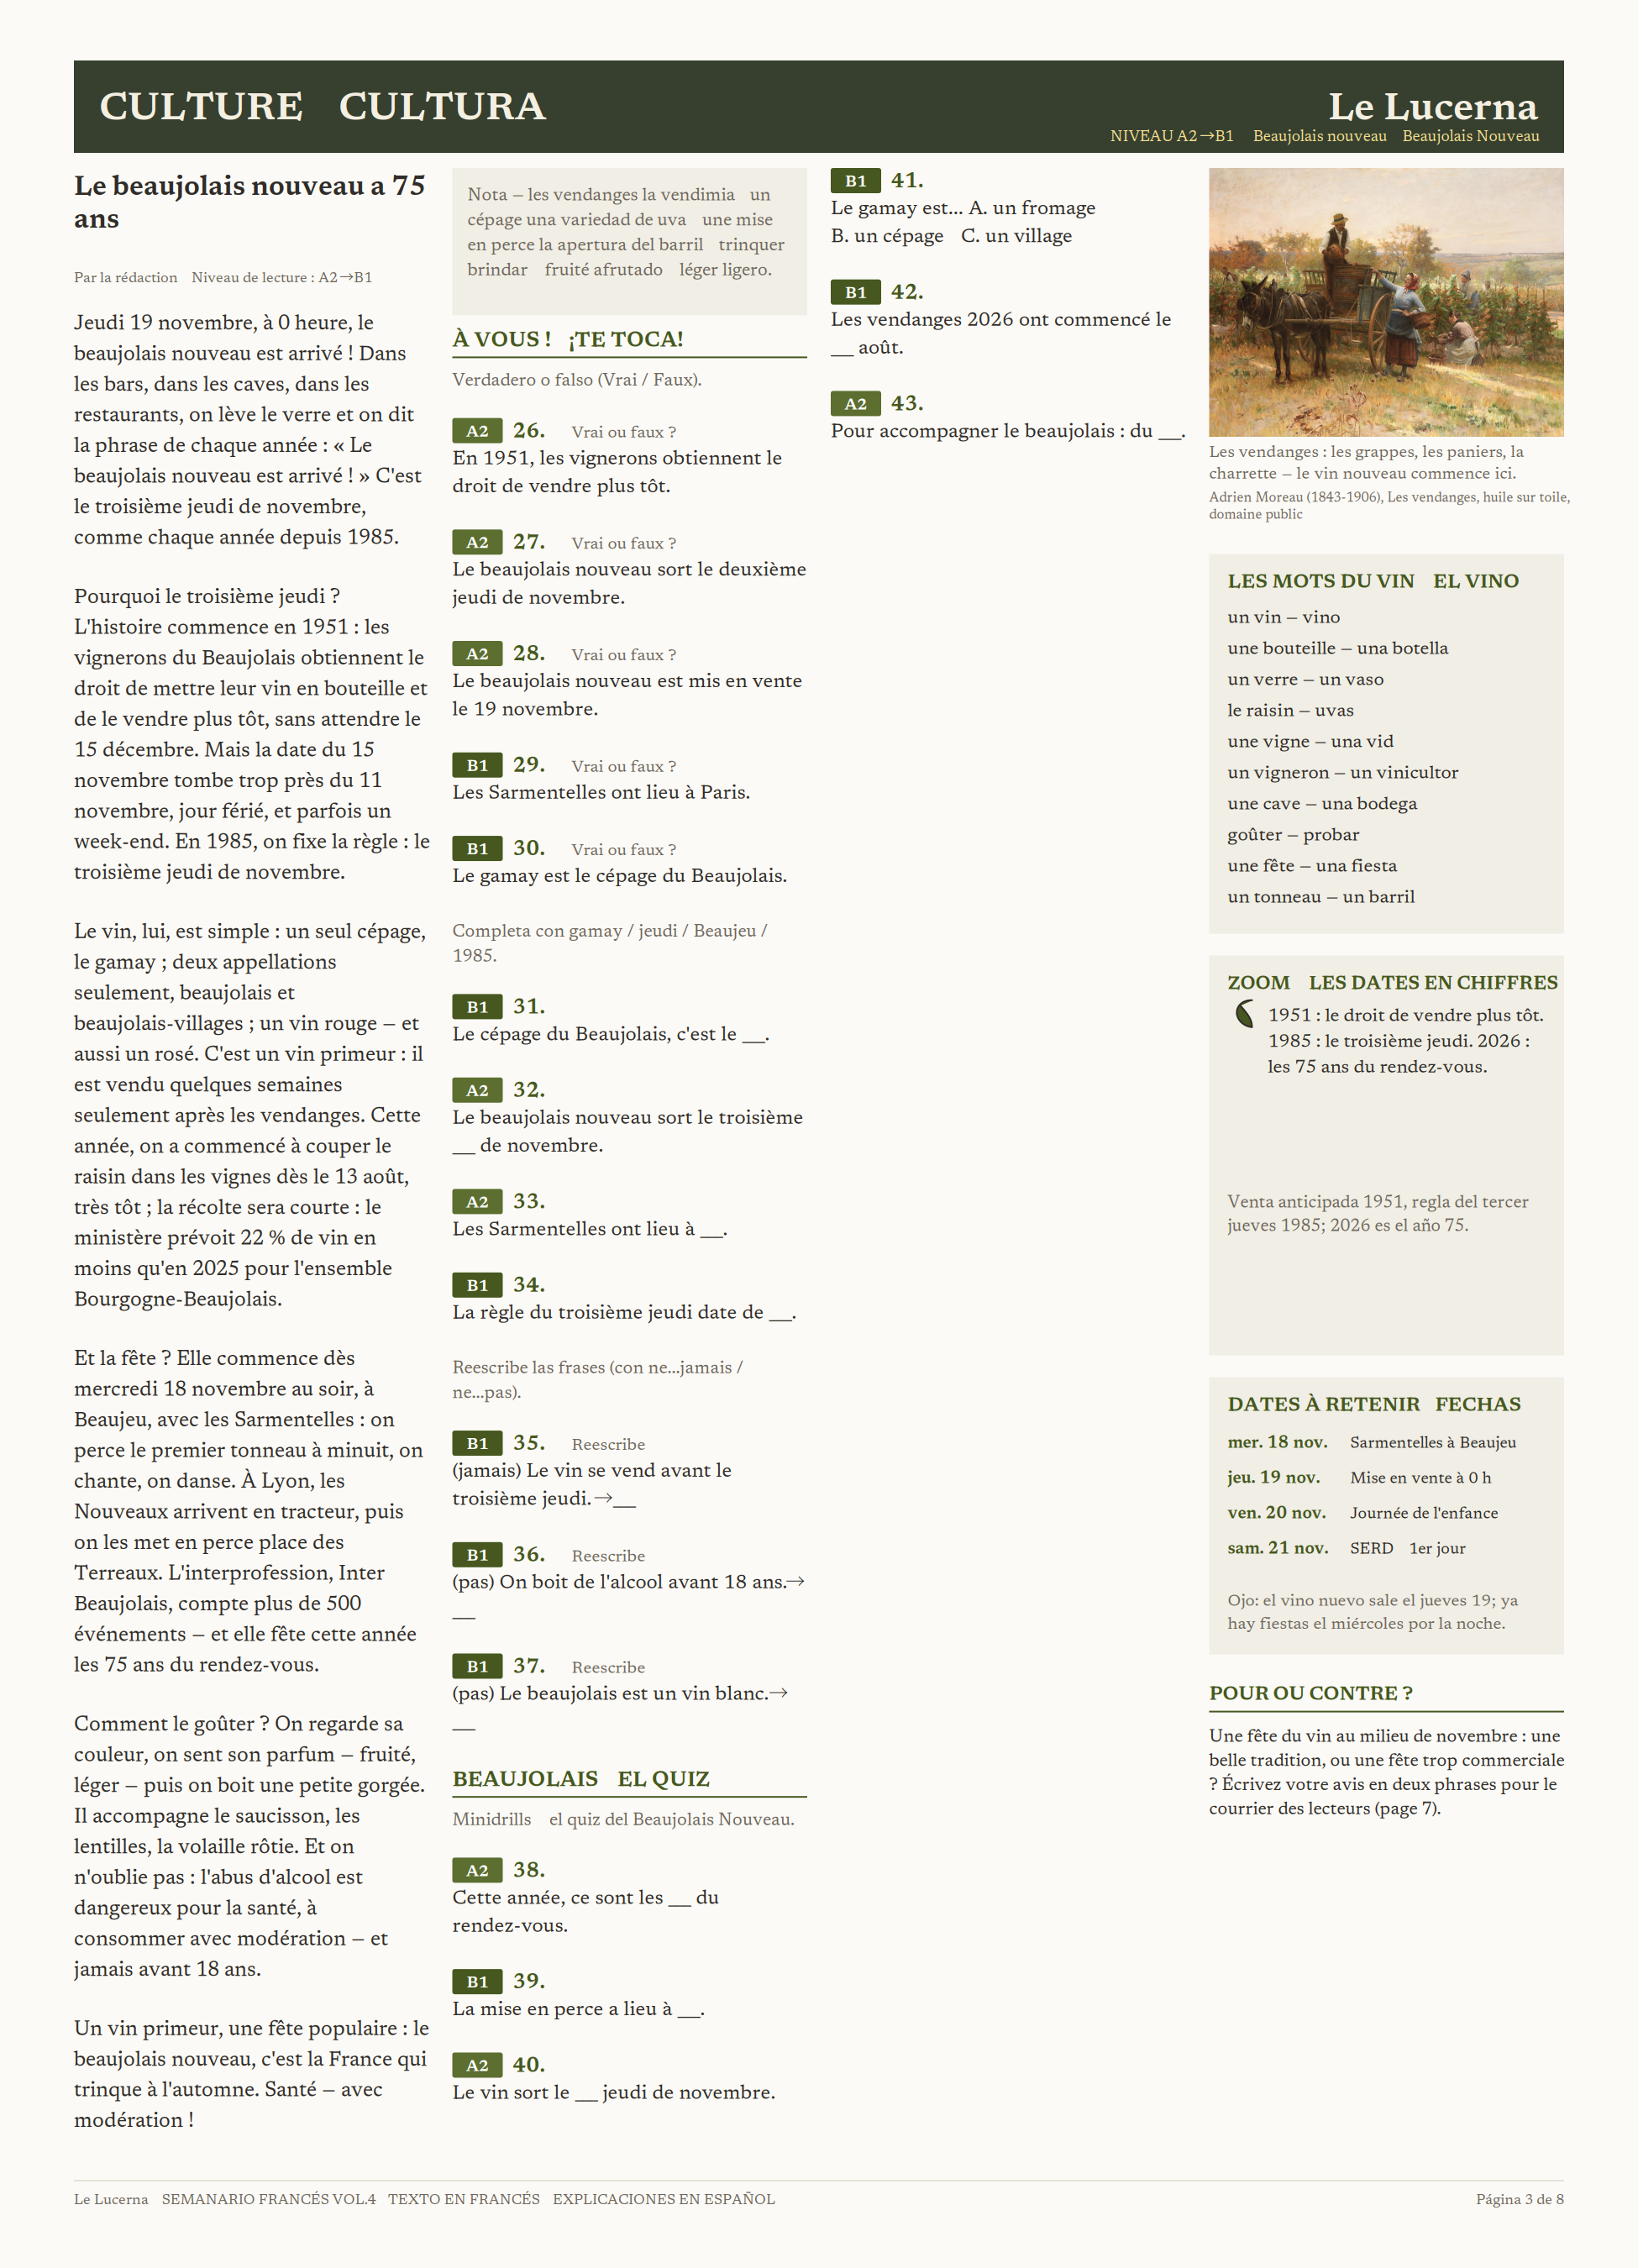 CULTURE CULTURA
Le Lucerna
NIVEAU A2→B1 Beaujolais nouveau Beaujolais Nouveau
Le beaujolais nouveau a 75
ans
Par la rédaction Niveau de lecture : A2→B1
Jeudi 19 novembre, à 0 heure, le
beaujolais nouveau est arrivé ! Dans
les bars, dans les caves, dans les
restaurants, on lève le verre et on dit
la phrase de chaque année : « Le
beaujolais nouveau est arrivé ! » C'est
le troisième jeudi de novembre,
comme chaque année depuis 1985.
Pourquoi le troisième jeudi ?
L'histoire commence en 1951 : les
vignerons du Beaujolais obtiennent le
droit de mettre leur vin en bouteille et
de le vendre plus tôt, sans attendre le
15 décembre. Mais la date du 15
novembre tombe trop près du 11
novembre, jour férié, et parfois un
week-end. En 1985, on fixe la règle : le
troisième jeudi de novembre.
Le vin, lui, est simple : un seul cépage,
le gamay ; deux appellations
seulement, beaujolais et
beaujolais-villages ; un vin rouge – et
aussi un rosé. C'est un vin primeur : il
est vendu quelques semaines
seulement après les vendanges. Cette
année, on a commencé à couper le
raisin dans les vignes dès le 13 août,
très tôt ; la récolte sera courte : le
ministère prévoit 22 % de vin en
moins qu'en 2025 pour l'ensemble
Bourgogne-Beaujolais.
Et la fête ? Elle commence dès
mercredi 18 novembre au soir, à
Beaujeu, avec les Sarmentelles : on
perce le premier tonneau à minuit, on
chante, on danse. À Lyon, les
Nouveaux arrivent en tracteur, puis
on les met en perce place des
Terreaux. L'interprofession, Inter
Beaujolais, compte plus de 500
événements – et elle fête cette année
les 75 ans du rendez-vous.
Comment le goûter ? On regarde sa
couleur, on sent son parfum – fruité,
léger – puis on boit une petite gorgée.
Il accompagne le saucisson, les
lentilles, la volaille rôtie. Et on
n'oublie pas : l'abus d'alcool est
dangereux pour la santé, à
consommer avec modération – et
jamais avant 18 ans.
Un vin primeur, une fête populaire : le
beaujolais nouveau, c'est la France qui
trinque à l'automne. Santé – avec
modération !
Nota – les vendanges la vendimia un
cépage una variedad de uva une mise
en perce la apertura del barril trinquer
brindar fruité afrutado léger ligero.
À VOUS ! ¡TE TOCA!
Verdadero o falso (Vrai / Faux).
A2 26. Vrai ou faux ?
En 1951, les vignerons obtiennent le
droit de vendre plus tôt.
A2 27. Vrai ou faux ?
Le beaujolais nouveau sort le deuxième
jeudi de novembre.
A2 28. Vrai ou faux ?
Le beaujolais nouveau est mis en vente
le 19 novembre.
B1 29. Vrai ou faux ?
Les Sarmentelles ont lieu à Paris.
B1 30. Vrai ou faux ?
Le gamay est le cépage du Beaujolais.
Completa con gamay / jeudi / Beaujeu /
1985.
B1 31.
Le cépage du Beaujolais, c'est le __.
A2 32.
Le beaujolais nouveau sort le troisième
__ de novembre.
A2 33.
Les Sarmentelles ont lieu à __.
B1 34.
La règle du troisième jeudi date de __.
Reescribe las frases (con ne...jamais /
ne...pas).
B1 35. Reescribe
(jamais) Le vin se vend avant le
troisième jeudi.→__
B1 36. Reescribe
(pas) On boit de l'alcool avant 18 ans.→
__
B1 37. Reescribe
(pas) Le beaujolais est un vin blanc.→
__
BEAUJOLAIS EL QUIZ
Minidrills el quiz del Beaujolais Nouveau.
A2 38.
Cette année, ce sont les __ du
rendez-vous.
B1 39.
La mise en perce a lieu à __.
A2 40.
Le vin sort le __ jeudi de novembre.
B1 41.
Le gamay est... A. un fromage
B. un cépage C. un village
B1 42.
Les vendanges 2026 ont commencé le
__ août.
A2 43.
Pour accompagner le beaujolais : du __.
Les vendanges : les grappes, les paniers, la
charrette – le vin nouveau commence ici.
Adrien Moreau (1843-1906), Les vendanges, huile sur toile,
domaine public
LES MOTS DU VIN EL VINO
un vin – vino
une bouteille – una botella
un verre – un vaso
le raisin – uvas
une vigne – una vid
un vigneron – un vinicultor
une cave – una bodega
goûter – probar
une fête – una fiesta
un tonneau – un barril
ZOOM LES DATES EN CHIFFRES
1951 : le droit de vendre plus tôt.
1985 : le troisième jeudi. 2026 :
les 75 ans du rendez-vous.
Venta anticipada 1951, regla del tercer
jueves 1985; 2026 es el año 75.
DATES À RETENIR FECHAS
mer. 18 nov. Sarmentelles à Beaujeu
jeu. 19 nov. Mise en vente à 0 h
ven. 20 nov. Journée de l'enfance
sam. 21 nov. SERD 1er jour
Ojo: el vino nuevo sale el jueves 19; ya
hay fiestas el miércoles por la noche.
POUR OU CONTRE ?
Une fête du vin au milieu de novembre : une
belle tradition, ou une fête trop commerciale
? Écrivez votre avis en deux phrases pour le
courrier des lecteurs (page 7).
Le Lucerna SEMANARIO FRANCÉS VOL.4 TEXTO EN FRANCÉS EXPLICACIONES EN ESPAÑOL
Página 3 de 8